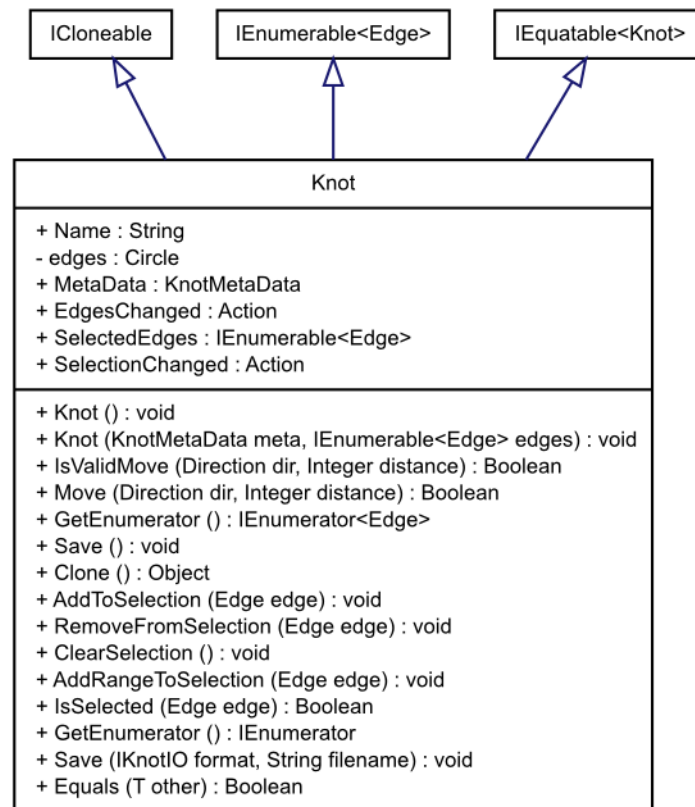 ICloneable
IEnumerable<Edge>
IEquatable<Knot>
Knot
+ Name : String
- edges : Circle
+ MetaData : KnotMetaData
+ EdgesChanged : Action
+ SelectedEdges : IEnumerable<Edge>
+ SelectionChanged : Action
+ Knot () : void
+ Knot (KnotMetaData meta, IEnumerable<Edge> edges) : void
+ IsValidMove (Direction dir, Integer distance) : Boolean
+ Move (Direction dir, Integer distance) : Boolean
+ GetEnumerator () : IEnumerator<Edge>
+ Save () : void
+ Clone () : Object
+ AddToSelection (Edge edge) : void
+ RemoveFromSelection (Edge edge) : void
+ ClearSelection () : void
+ AddRangeToSelection (Edge edge) : void
+ IsSelected (Edge edge) : Boolean
+ GetEnumerator () : IEnumerator
+ Save (IKnotIO format, String filename) : void
+ Equals (T other) : Boolean